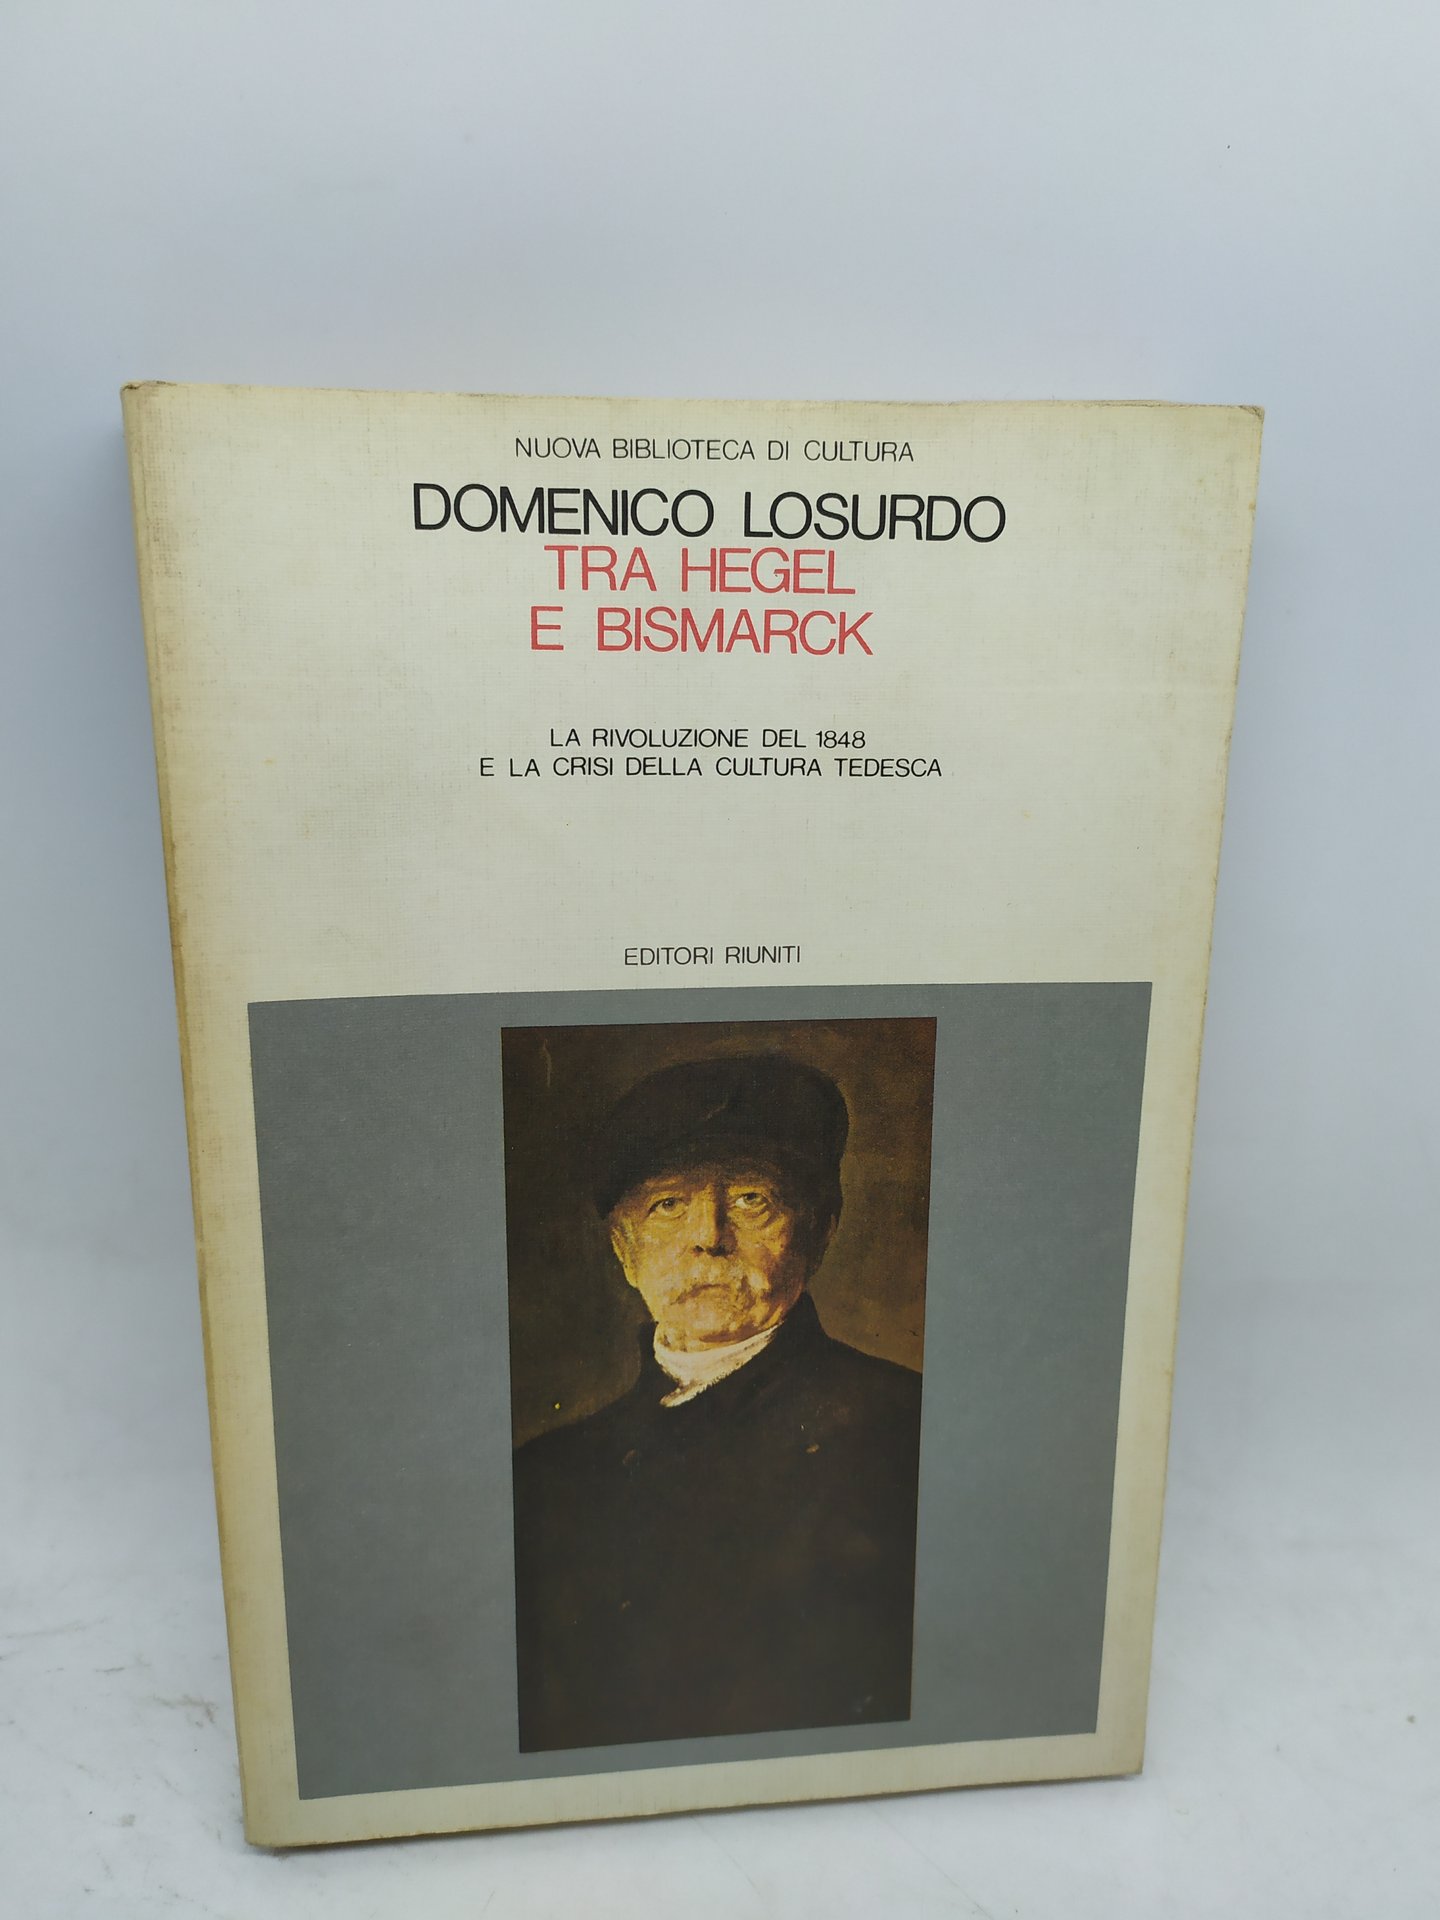 NUOVA BIBLIOTECA DI CULTURA
DOMENICO LOSURDO
TRA HEGEL
E BISMARCK
LA RIVOLUZIONE DEL 1848
E LA CRISI DELLA CULTURA TEDESCA
EDITORI RIUNITI